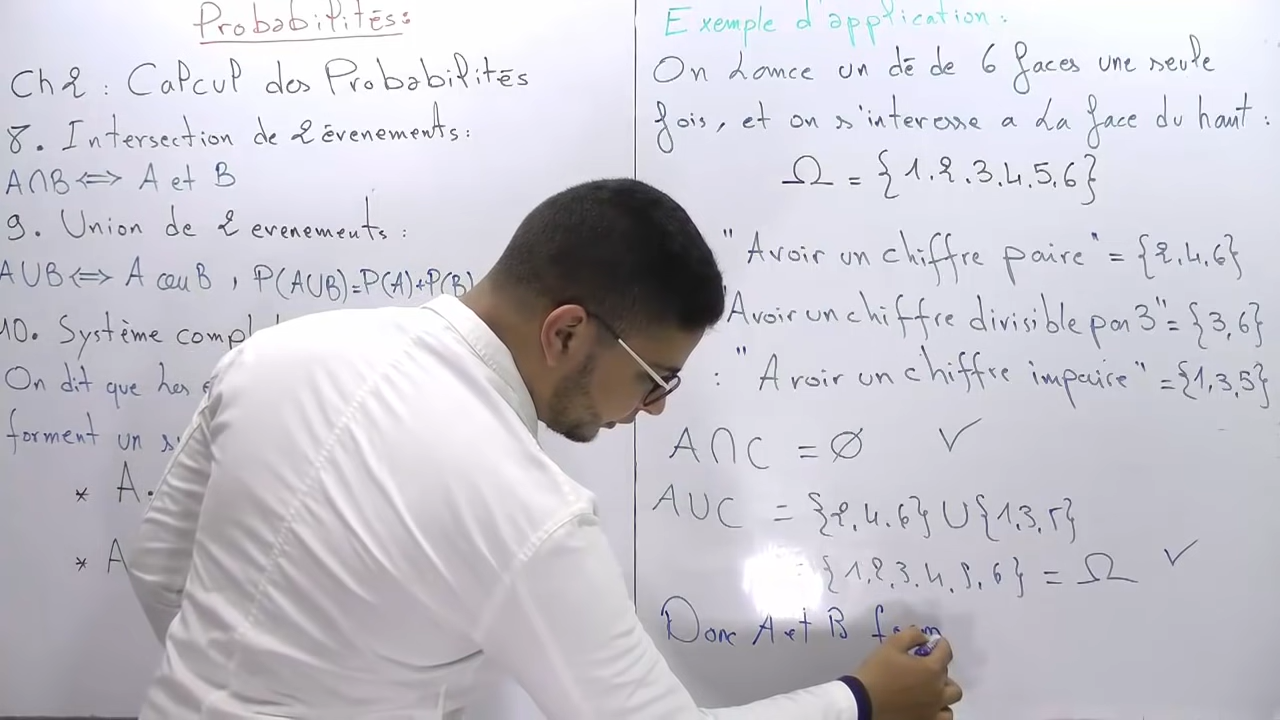 Probabilités:
Ch 2 : Calcul des Probabilités
8. Intersection de 2 évenements:
A∩B ⟺ A et B
9. Union de 2 evenements :
A∪B ⟺ A ou B , P(A∪B)=P(A)+P(B)
10. Système compl
On dit que les
forment un s
* A
* A
Exemple d'application :
On Lance un dé de 6 faces une seule
fois, et on s'interesse a La face du haut :
Ω = {1.2.3.4.5.6}
"Avoir un chiffre paire" = {2.4.6}
"Avoir un chiffre divisible par 3" = {3,6}
: "Avoir un chiffre impaire" = {1,3,5}
A∩C = ∅ ✓
A∪C = {2.4.6} ∪ {1.3.5}
= {1.2.3.4.5.6} = Ω ✓
Donc A et B form